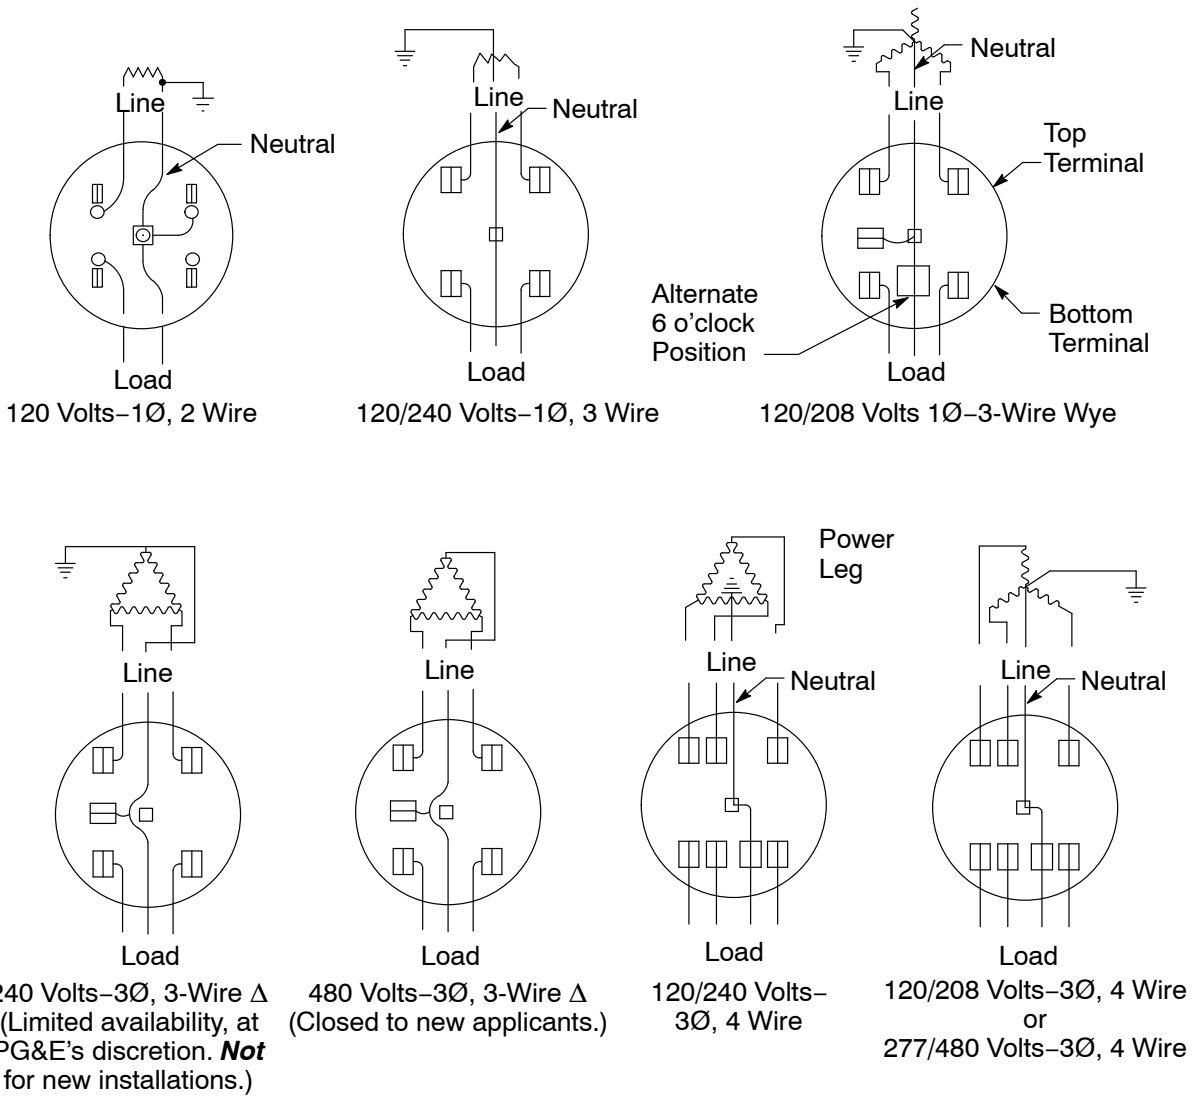 Line
Neutral
Load
120 Volts–1Ø, 2 Wire
Line
Neutral
Load
120/240 Volts–1Ø, 3 Wire
Neutral
Line
Top
Terminal
Alternate
6 o’clock
Position
Bottom
Terminal
Load
120/208 Volts 1Ø–3-Wire Wye
Line
Load
240 Volts–3Ø, 3-Wire Δ
(Limited availability, at
PG&E’s discretion. Not
for new installations.)
Line
Load
480 Volts–3Ø, 3-Wire Δ
(Closed to new applicants.)
Power
Leg
Line
Neutral
Load
120/240 Volts–
3Ø, 4 Wire
Line
Neutral
Load
120/208 Volts–3Ø, 4 Wire
or
277/480 Volts–3Ø, 4 Wire